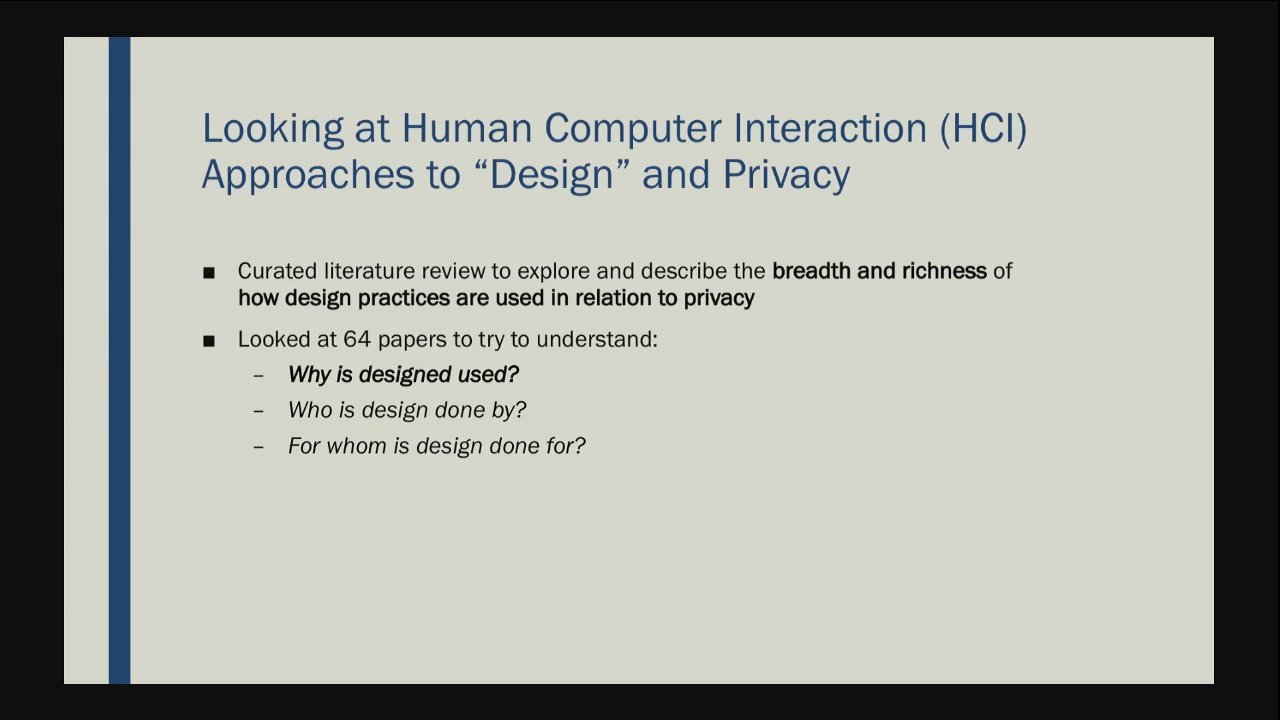 Looking at Human Computer Interaction (HCI)
Approaches to “Design” and Privacy
■ Curated literature review to explore and describe the breadth and richness of
how design practices are used in relation to privacy
■ Looked at 64 papers to try to understand:
– Why is designed used?
– Who is design done by?
– For whom is design done for?